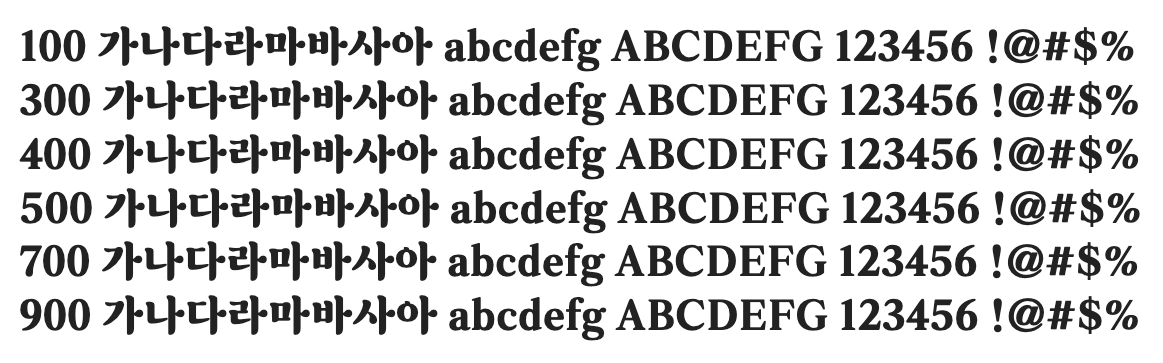 100 가나다라마바사아 abcdefg ABCDEFG 123456 !@#$%
300 가나다라마바사아 abcdefg ABCDEFG 123456 !@#$%
400 가나다라마바사아 abcdefg ABCDEFG 123456 !@#$%
500 가나다라마바사아 abcdefg ABCDEFG 123456 !@#$%
700 가나다라마바사아 abcdefg ABCDEFG 123456 !@#$%
900 가나다라마바사아 abcdefg ABCDEFG 123456 !@#$%